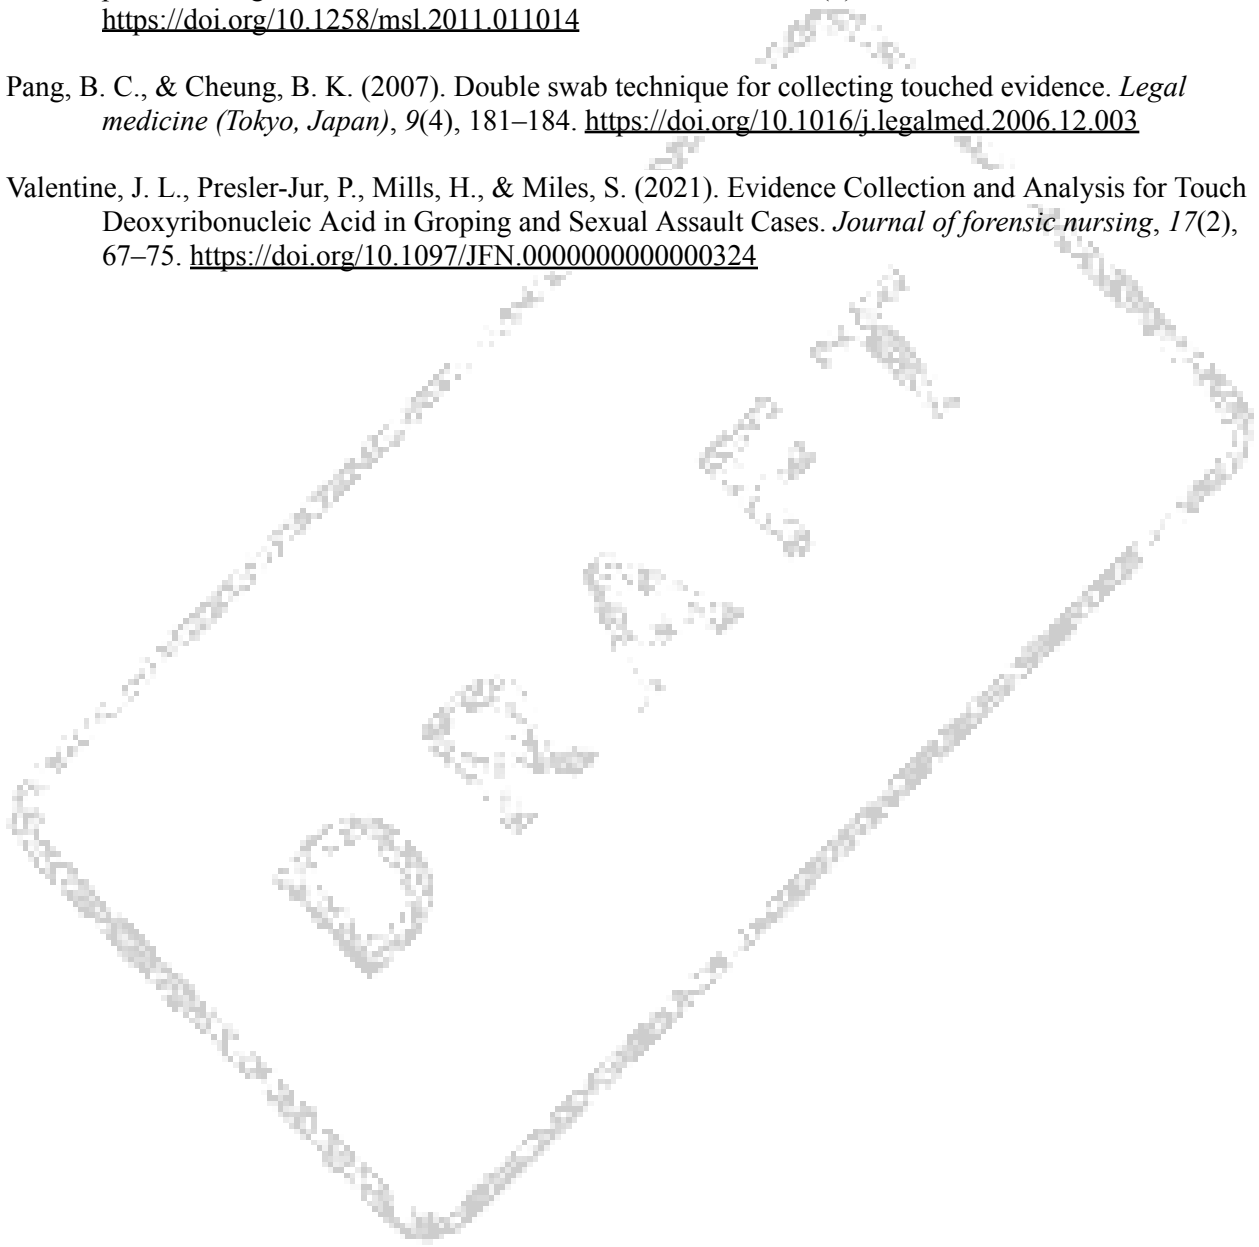 https://doi.org/10.1258/msl.2011.011014
Pang, B. C., & Cheung, B. K. (2007). Double swab technique for collecting touched evidence. Legal
medicine (Tokyo, Japan), 9(4), 181–184. https://doi.org/10.1016/j.legalmed.2006.12.003
Valentine, J. L., Presler-Jur, P., Mills, H., & Miles, S. (2021). Evidence Collection and Analysis for Touch
Deoxyribonucleic Acid in Groping and Sexual Assault Cases. Journal of forensic nursing, 17(2),
67–75. https://doi.org/10.1097/JFN.0000000000000324
DRAFT